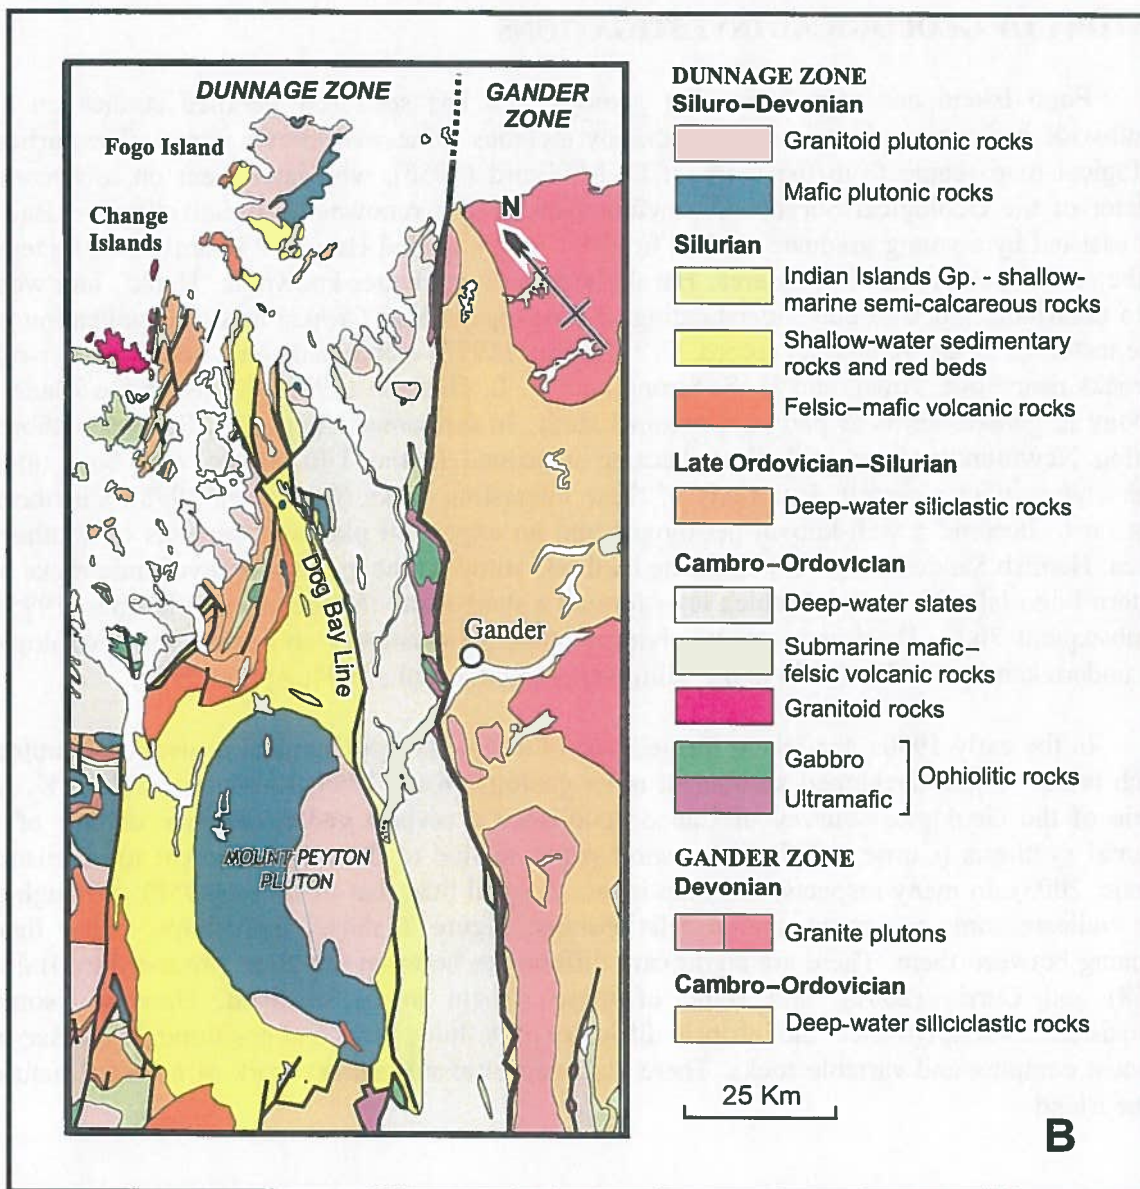 DUNNAGE ZONE
GANDER
ZONE
Fogo Island
Change
Islands
N
Dog Bay Line
Gander
MOUNT PEYTON
PLUTON
DUNNAGE ZONE
Siluro–Devonian
Granitoid plutonic rocks
Mafic plutonic rocks
Silurian
Indian Islands Gp. - shallow-
marine semi-calcareous rocks
Shallow-water sedimentary
rocks and red beds
Felsic–mafic volcanic rocks
Late Ordovician–Silurian
Deep-water siliclastic rocks
Cambro–Ordovician
Deep-water slates
Submarine mafic–
felsic volcanic rocks
Granitoid rocks
Gabbro
Ultramafic
Ophiolitic rocks
GANDER ZONE
Devonian
Granite plutons
Cambro–Ordovician
Deep-water siliciclastic rocks
25 Km
B